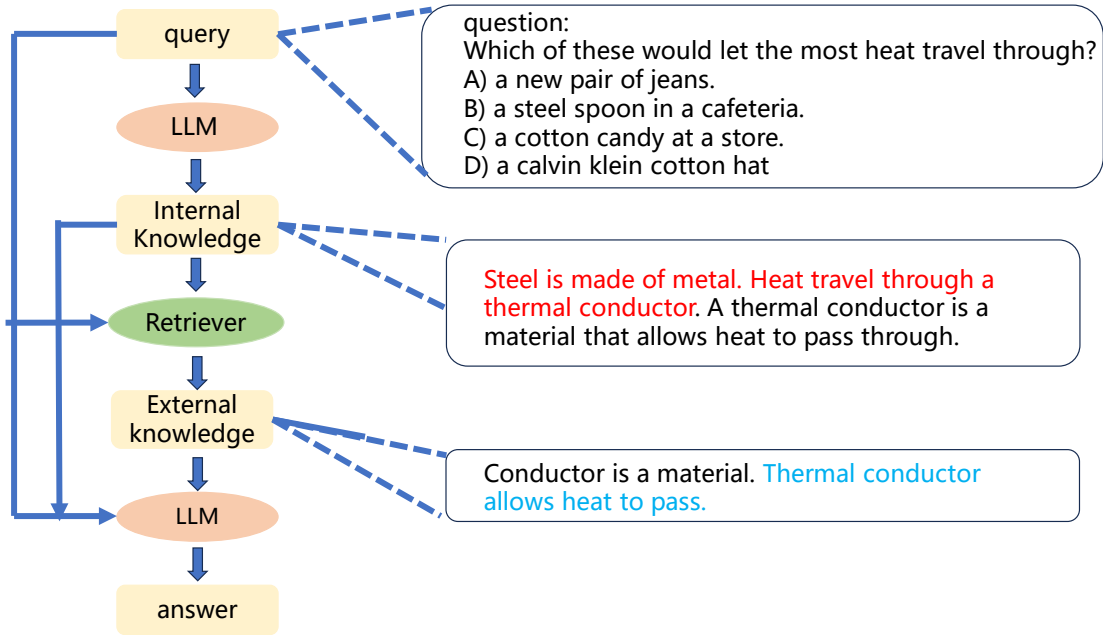 query
question:
Which of these would let the most heat travel through?
A) a new pair of jeans.
B) a steel spoon in a cafeteria.
C) a cotton candy at a store.
D) a calvin klein cotton hat
LLM
Internal
Knowledge
Steel is made of metal. Heat travel through a
thermal conductor. A thermal conductor is a
material that allows heat to pass through.
Retriever
External
knowledge
Conductor is a material. Thermal conductor
allows heat to pass.
LLM
answer